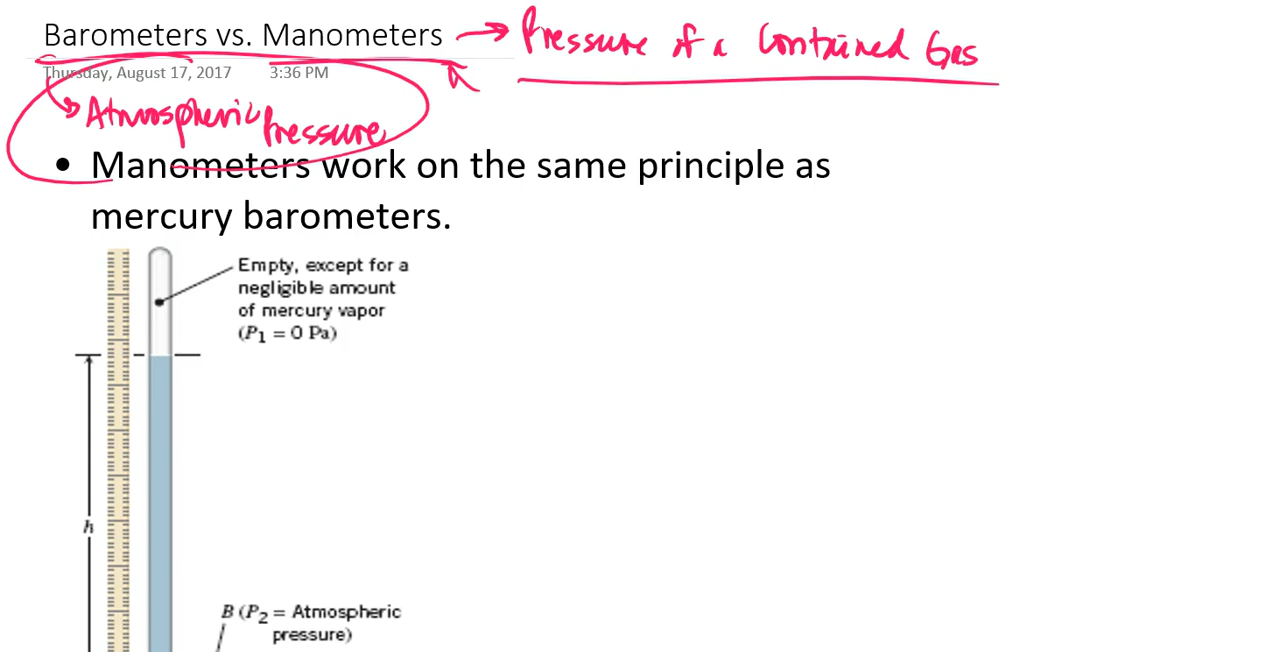 Barometers vs. Manometers → Pressure of a Contained Gas
Thursday, August 17, 2017 3:36 PM
Atmospheric Pressure
• Manometers work on the same principle as
mercury barometers.
Empty, except for a
negligible amount
of mercury vapor
(P₁ = 0 Pa)
h
B (P₂ = Atmospheric
pressure)